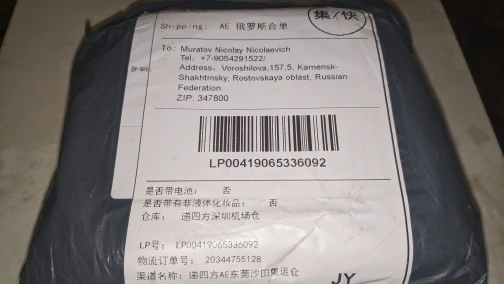 集/快
Shipping: AE 俄罗斯合单
To: Muratov Nicolay Nicolaevich
Tel: +7-9054291522/
Address: Voroshilova,157,5, Kamensk-
Shakhtinsky, Rostovskaya oblast, Russian
Federation
ZIP: 347800
LP00419065336092
是否带电池: 否
是否带有非液体化妆品: 否
仓库: 递四方深圳机场仓
LP号: LP00419065336092
物流订单号: 20344755128
渠道名称: 递四方AE东莞沙田集运仓
JY